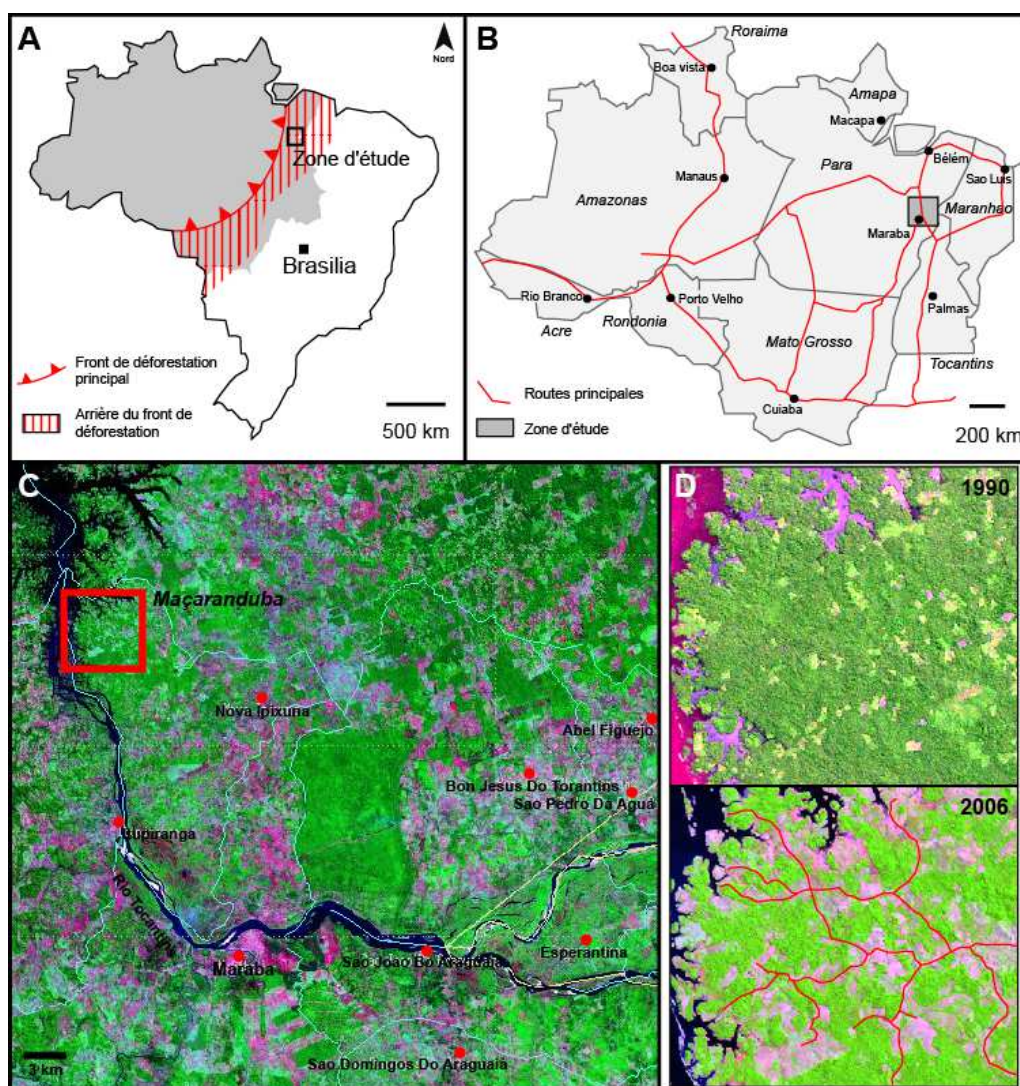 A
Nord
Zone d'étude
Brasilia
Front de déforestation
principal
Arrière du front de
déforestation
500 km
B
Roraima
Boa vista
Amapa
Macapa
Bélém
Para
Sao Luis
Manaus
Amazonas
Maranhao
Maraba
Rio Branco
Porto Velho
Palmas
Acre
Rondonia
Mato Grosso
Tocantins
Routes principales
Cuiaba
Zone d'étude
200 km
C
Maçaranduba
Nova Ipixuna
Abel Figuejo
Bon Jesus Do Torantins
Sao Pedro Da Agua
Itupiranga
Rio Tocantins
Maraba
Sao Joao Bo Araguaia
Esperantina
Sao Domingos Do Araguaia
3 km
D
1990
2006